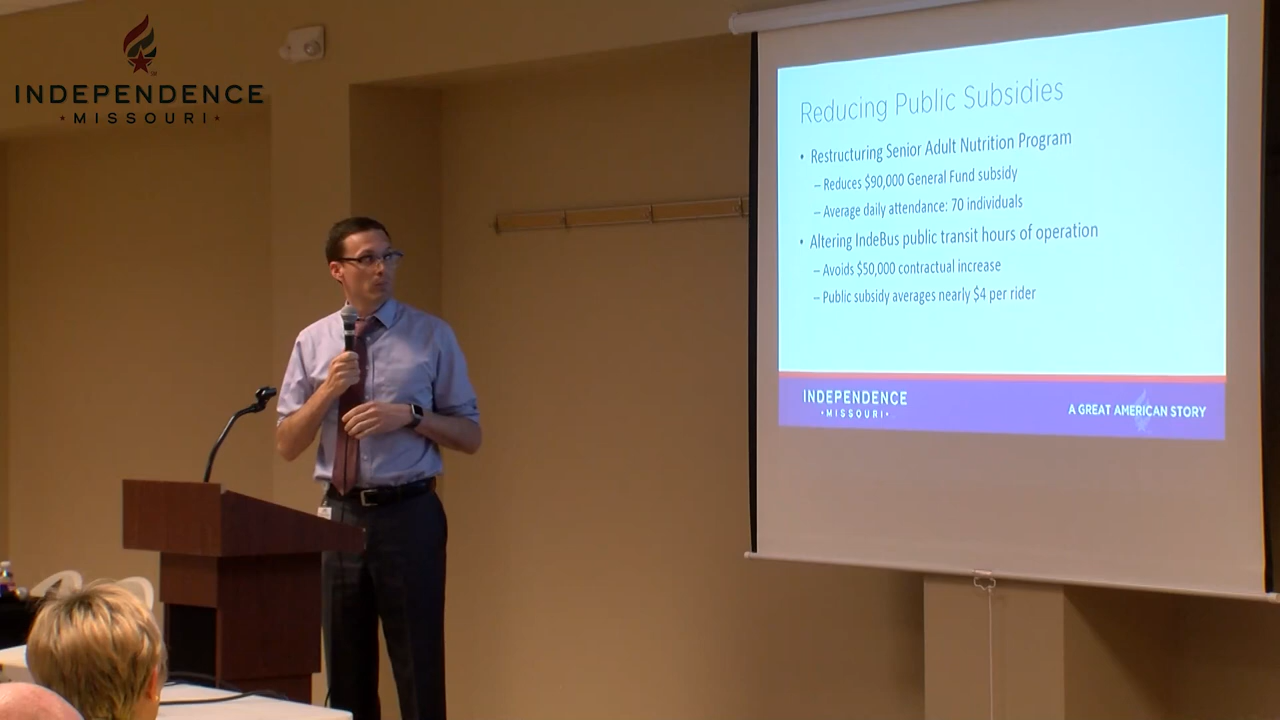 INDEPENDENCE
MISSOURI
Reducing Public Subsidies
• Restructuring Senior Adult Nutrition Program
– Reduces $90,000 General Fund subsidy
– Average daily attendance: 70 individuals
• Altering IndeBus public transit hours of operation
– Avoids $50,000 contractual increase
– Public subsidy averages nearly $4 per rider
INDEPENDENCE
• MISSOURI •
A GREAT AMERICAN STORY